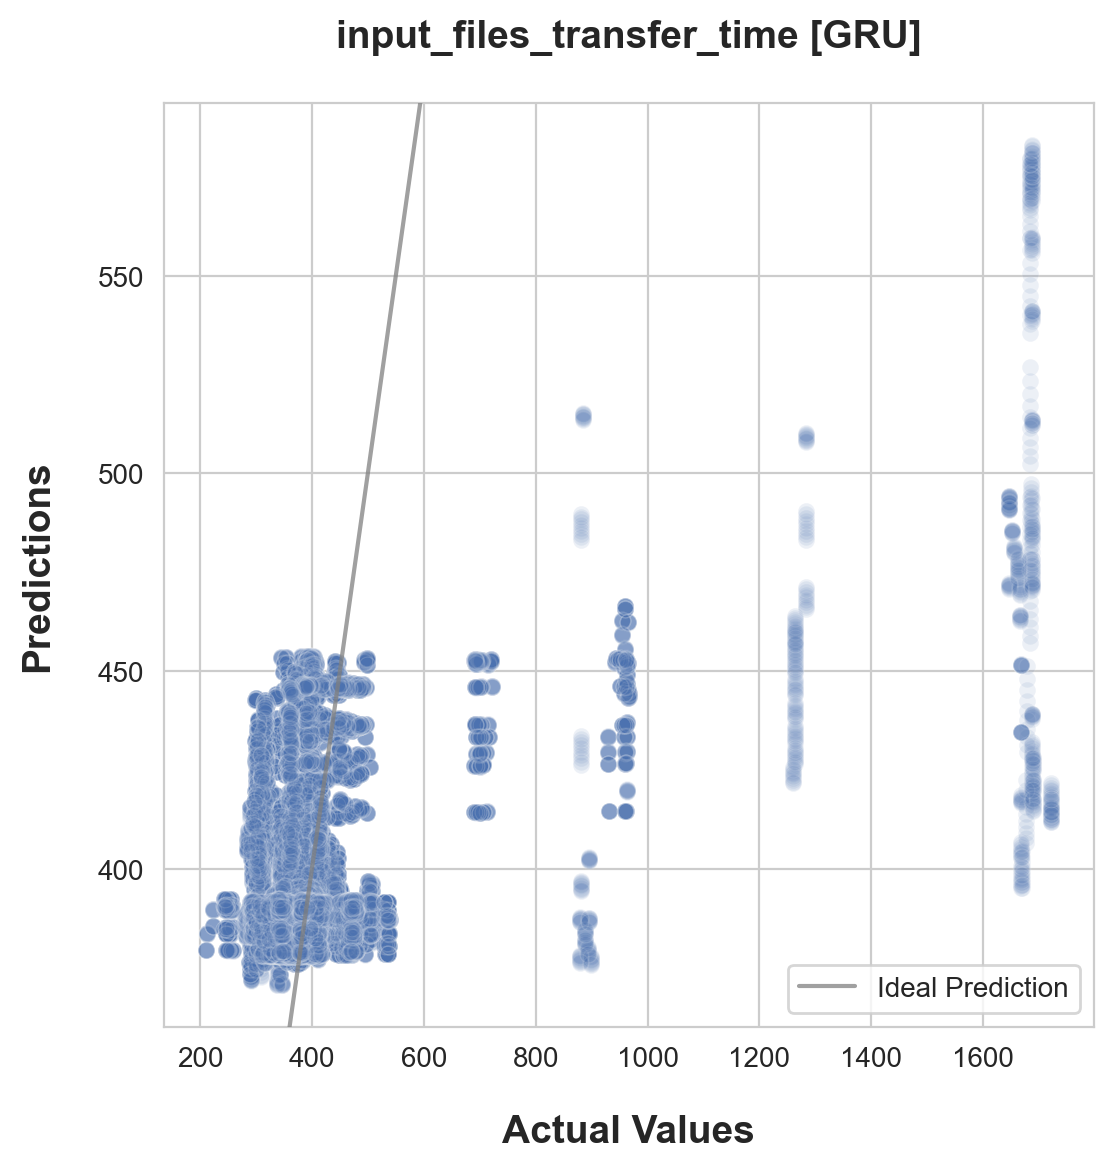 input_files_transfer_time [GRU]
Predictions
550
500
450
400
200 400 600 800 1000 1200 1400 1600
Ideal Prediction
Actual Values